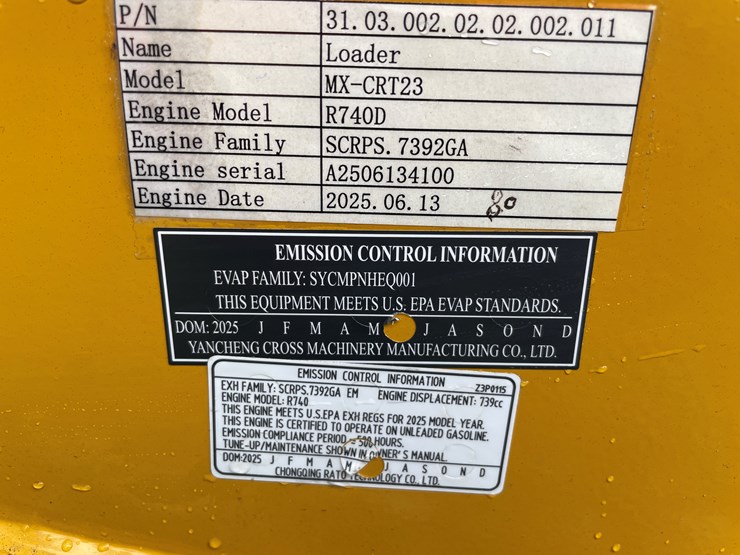 P/N 31.03.002.02.02.002.011
Name Loader
Model MX-CRT23
Engine Model R740D
Engine Family SCRPS.7392GA
Engine serial A2506134100
Engine Date 2025.06.13 80
EMISSION CONTROL INFORMATION
EVAP FAMILY: SYCMPNHEQ001
THIS EQUIPMENT MEETS U.S. EPA EVAP STANDARDS.
DOM: 2025 J F M A M J A S O N D
YANCHENG CROSS MACHINERY MANUFACTURING CO., LTD.
EMISSION CONTROL INFORMATION Z3P0115
EXH FAMILY: SCRPS.7392GA EM ENGINE DISPLACEMENT: 739cc
ENGINE MODEL: R740
THIS ENGINE MEETS U.S.EPA EXH REGS FOR 2025 MODEL YEAR.
THIS ENGINE IS CERTIFIED TO OPERATE ON UNLEADED GASOLINE.
EMISSION COMPLIANCE PERIOD HOURS.
TUNE-UP/MAINTENANCE SHOWN IN OWNER'S MANUAL.
DOM:2025 J F M A M J A S O N D
CHONGQING RATO TECHNOLOGY CO., LTD.